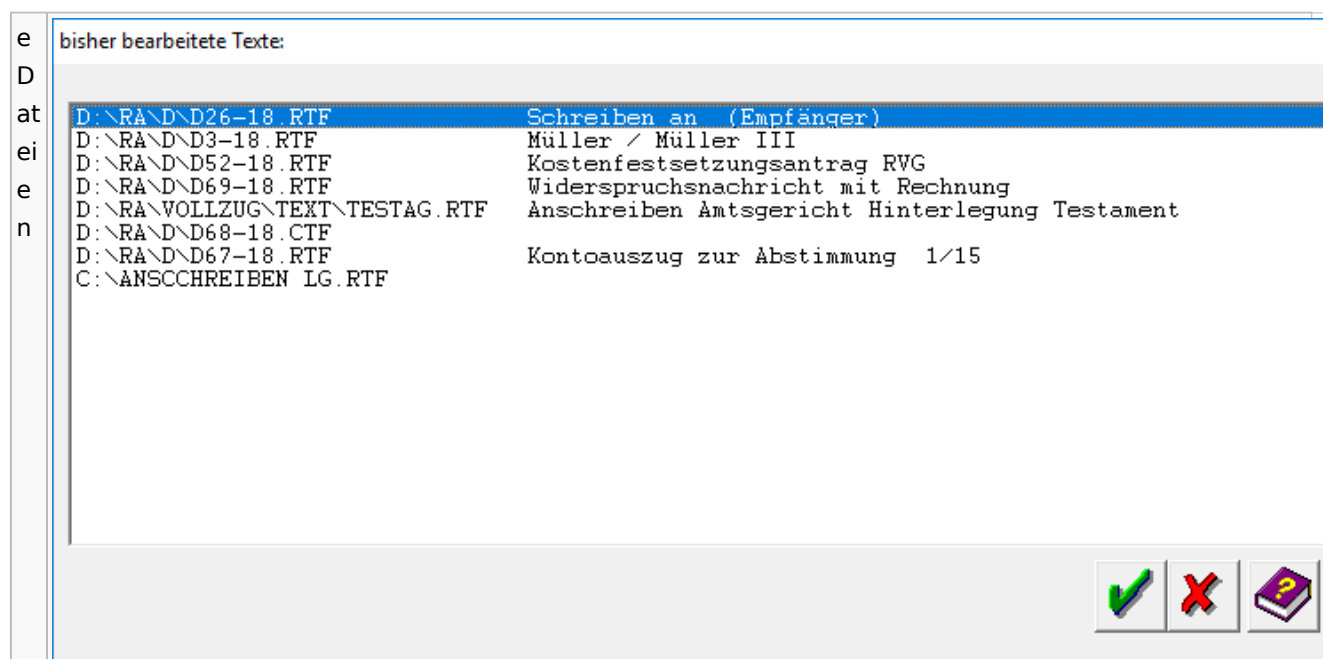 e
D
at
ei
e
n
bisher bearbeitete Texte:
D:\RA\D\D26-18.RTF Schreiben an (Empfänger)
D:\RA\D\D3-18.RTF Müller / Müller III
D:\RA\D\D52-18.RTF Kostenfestsetzungsantrag RVG
D:\RA\D\D69-18.RTF Widerspruchsnachricht mit Rechnung
D:\RA\VOLLZUG\TEXT\TESTAG.RTF Anschreiben Amtsgericht Hinterlegung Testament
D:\RA\D\D68-18.CTF
D:\RA\D\D67-18.RTF Kontoauszug zur Abstimmung 1/15
C:\ANSCCHREIBEN LG.RTF
?